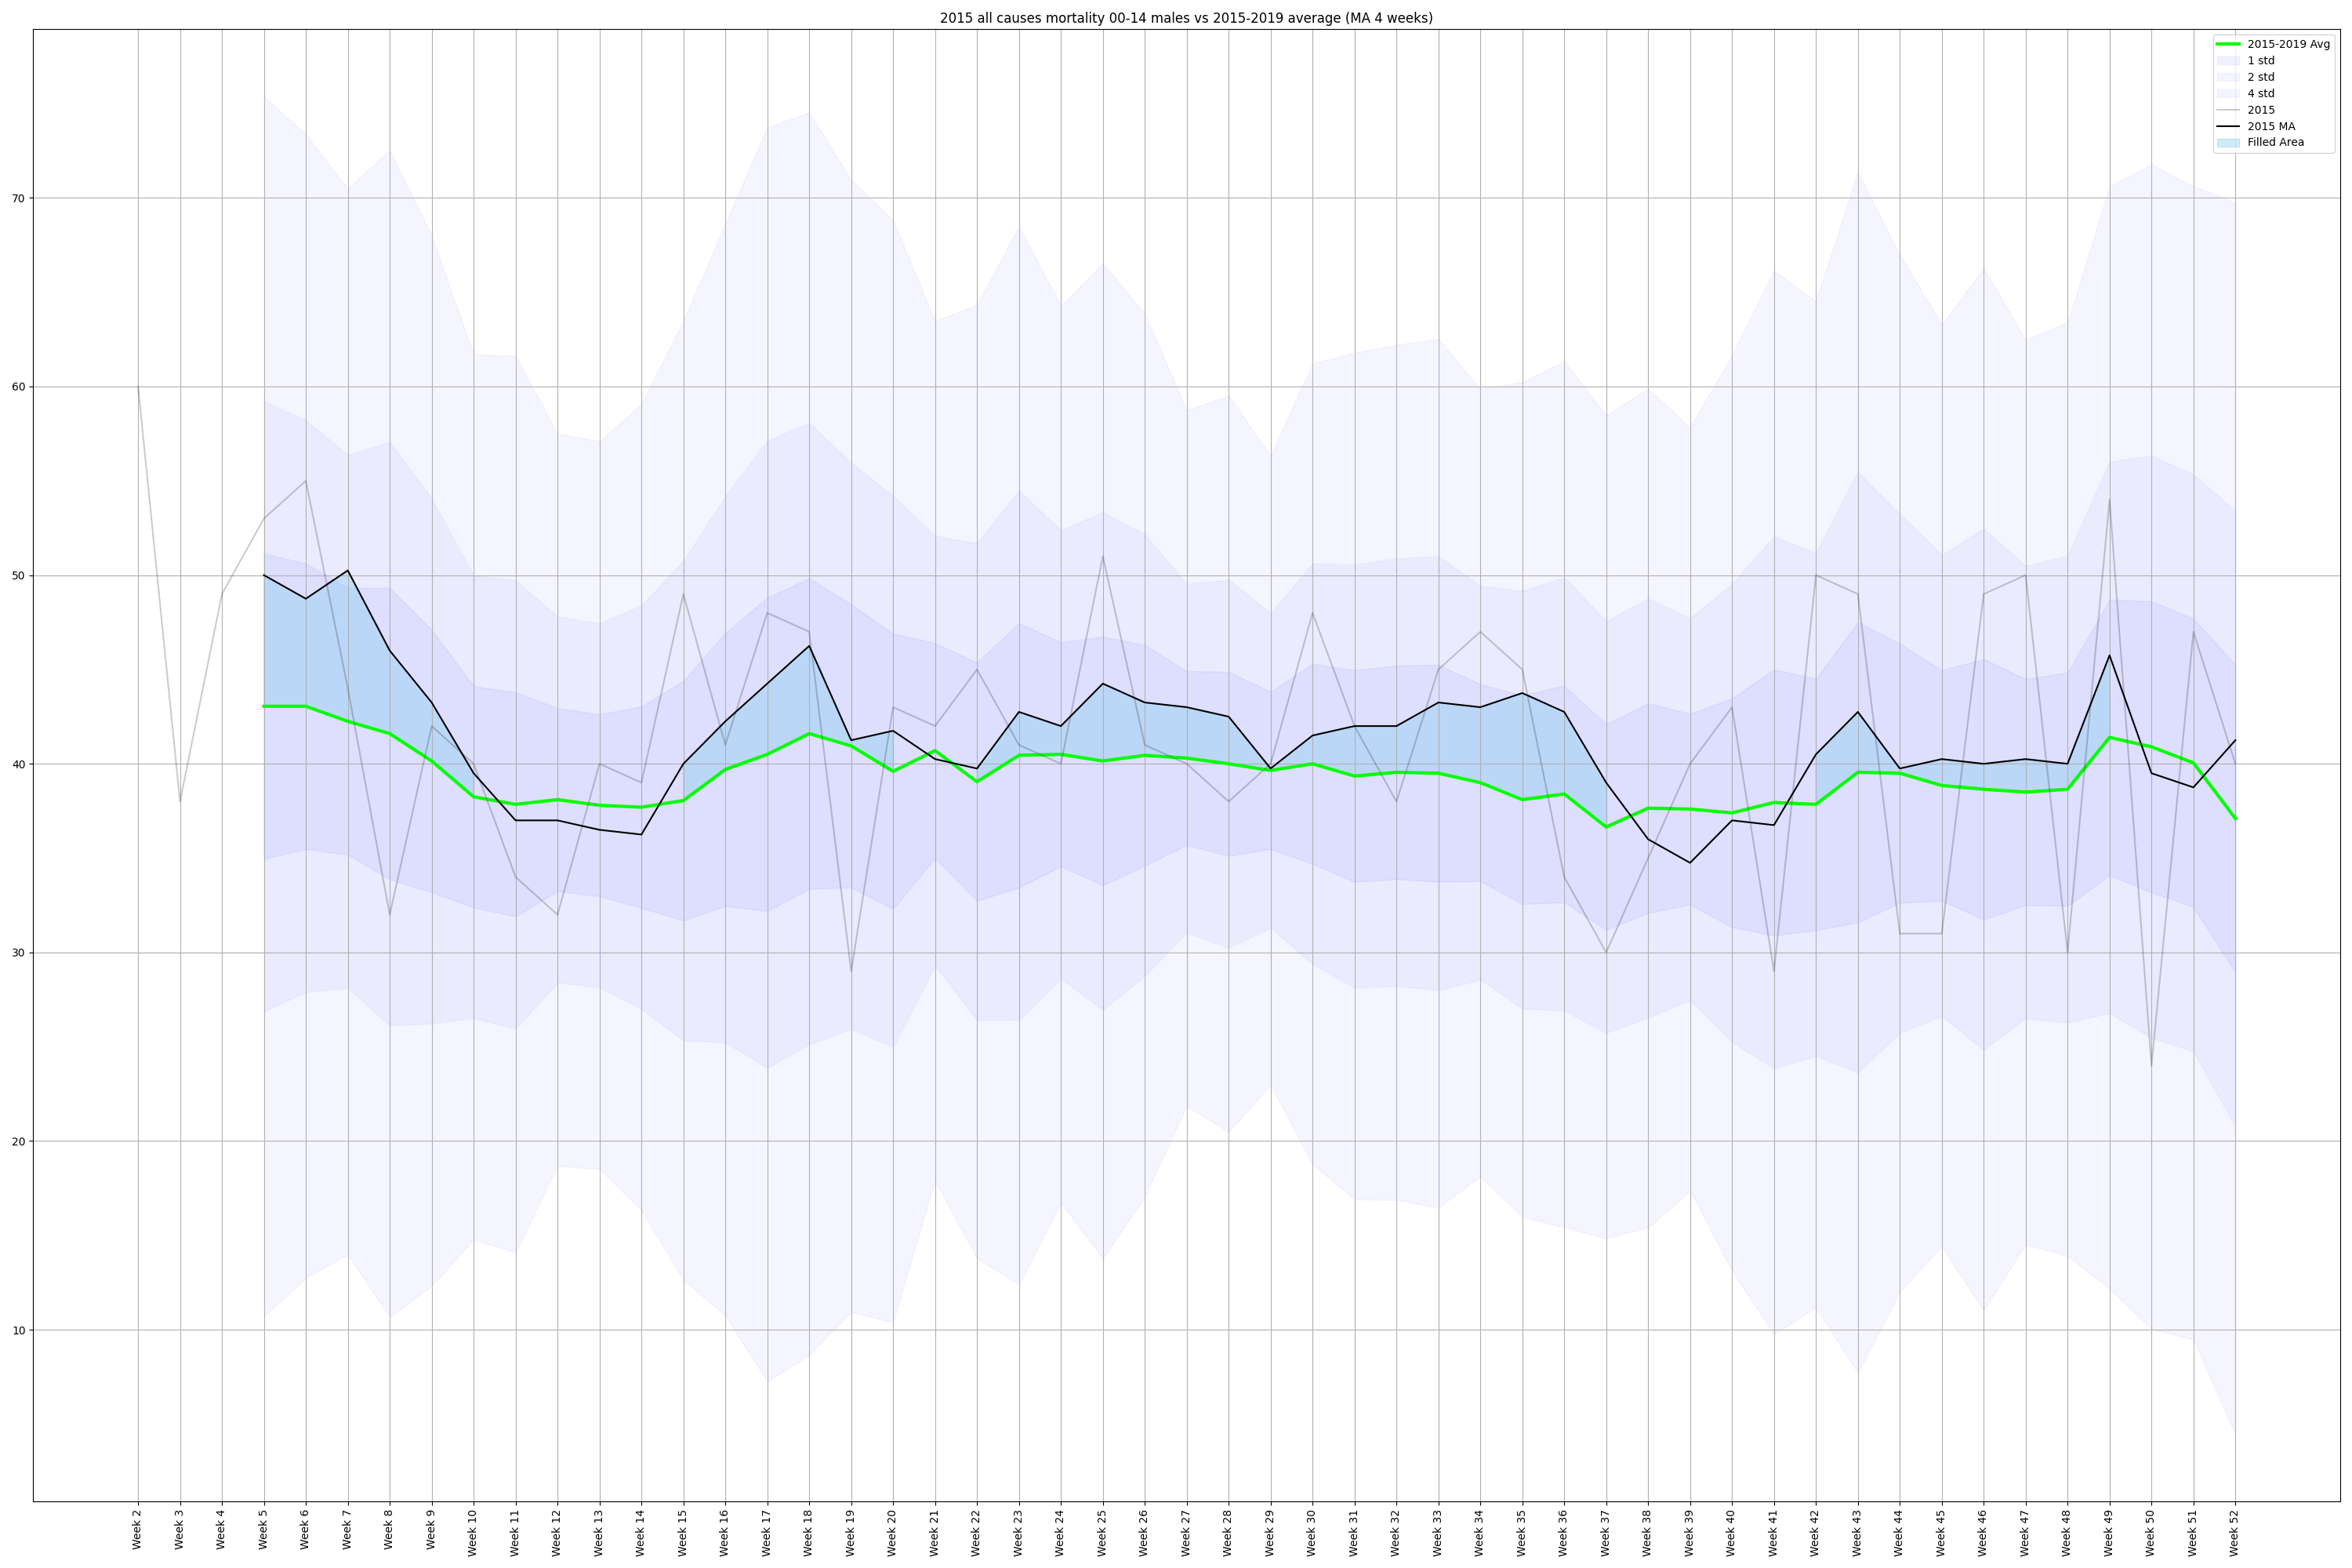 2015 all causes mortality 00-14 males vs 2015-2019 average (MA 4 weeks)
2015-2019 Avg
1 std
2 std
4 std
2015
2015 MA
Filled Area
70
60
50
40
30
20
10
Week 2
Week 3
Week 4
Week 5
Week 6
Week 7
Week 8
Week 9
Week 10
Week 11
Week 12
Week 13
Week 14
Week 15
Week 16
Week 17
Week 18
Week 19
Week 20
Week 21
Week 22
Week 23
Week 24
Week 25
Week 26
Week 27
Week 28
Week 29
Week 30
Week 31
Week 32
Week 33
Week 34
Week 35
Week 36
Week 37
Week 38
Week 39
Week 40
Week 41
Week 42
Week 43
Week 44
Week 45
Week 46
Week 47
Week 48
Week 49
Week 50
Week 51
Week 52